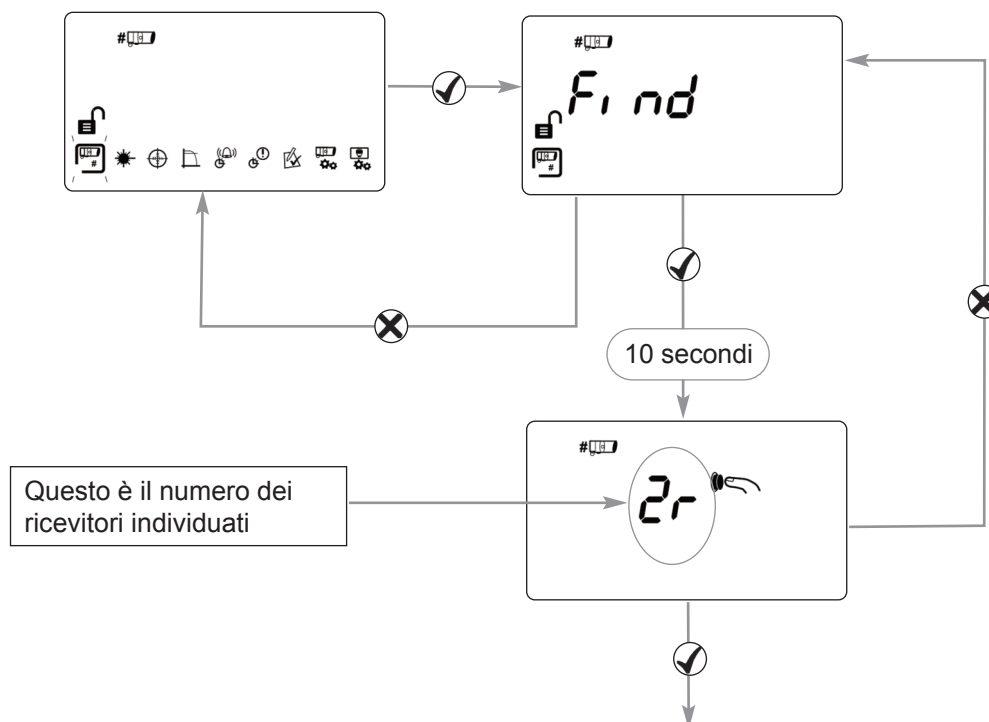 #
#
Find
#
#
10 secondi
#
2r
Questo è il numero dei
ricevitori individuati